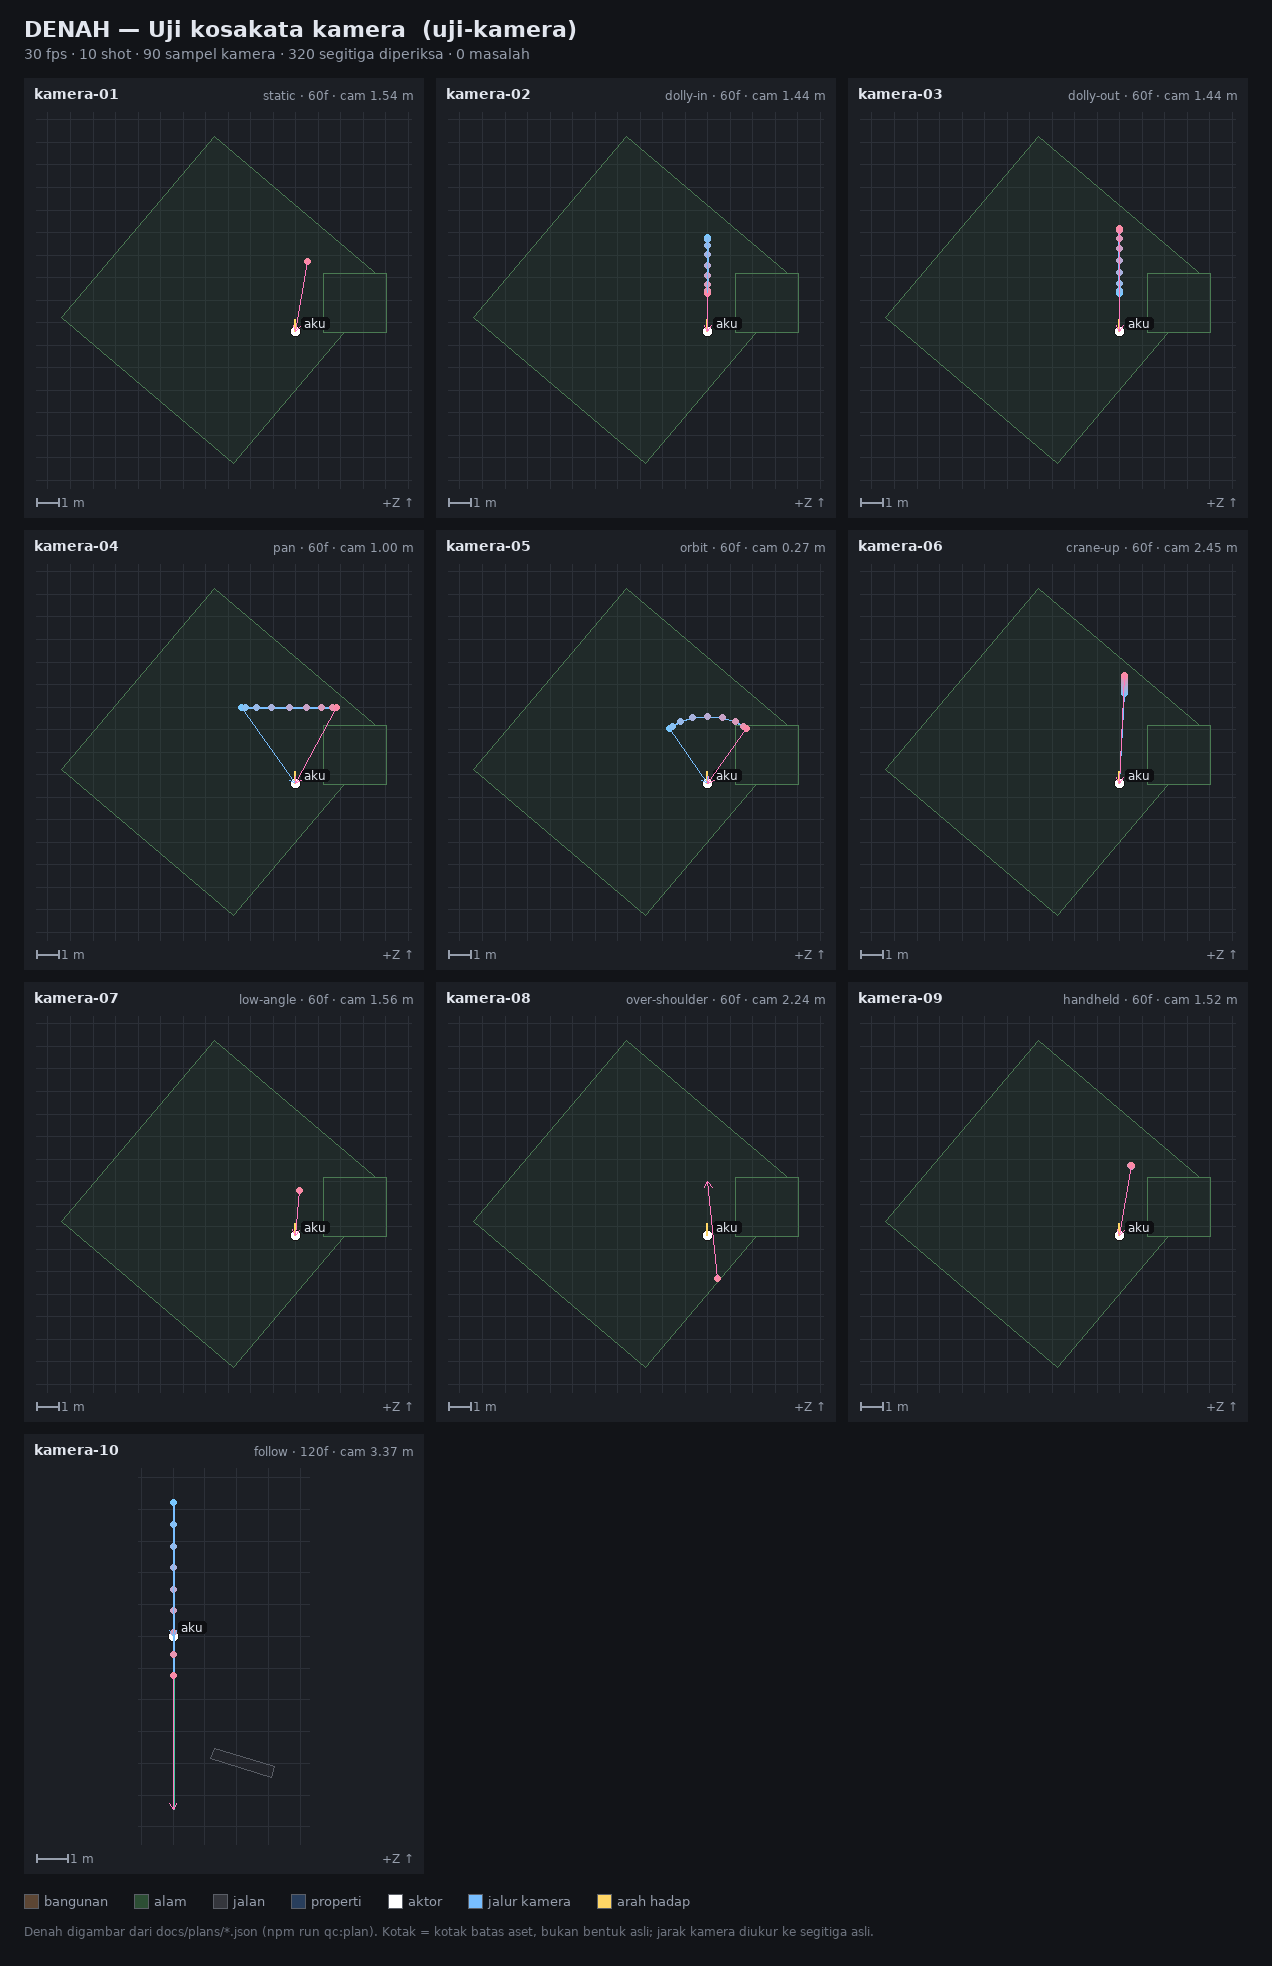 DENAH — Uji kosakata kamera (uji-kamera)
30 fps · 10 shot · 90 sampel kamera · 320 segitiga diperiksa · 0 masalah
kamera-01 static · 60f · cam 1.54 m
aku
1 m +Z ↑
kamera-02 dolly-in · 60f · cam 1.44 m
aku
1 m +Z ↑
kamera-03 dolly-out · 60f · cam 1.44 m
aku
1 m +Z ↑
kamera-04 pan · 60f · cam 1.00 m
aku
1 m +Z ↑
kamera-05 orbit · 60f · cam 0.27 m
aku
1 m +Z ↑
kamera-06 crane-up · 60f · cam 2.45 m
aku
1 m +Z ↑
kamera-07 low-angle · 60f · cam 1.56 m
aku
1 m +Z ↑
kamera-08 over-shoulder · 60f · cam 2.24 m
aku
1 m +Z ↑
kamera-09 handheld · 60f · cam 1.52 m
aku
1 m +Z ↑
kamera-10 follow · 120f · cam 3.37 m
aku
1 m +Z ↑
bangunan alam jalan properti aktor jalur kamera arah hadap
Denah digambar dari docs/plans/*.json (npm run qc:plan). Kotak = kotak batas aset, bukan bentuk asli; jarak kamera diukur ke segitiga asli.